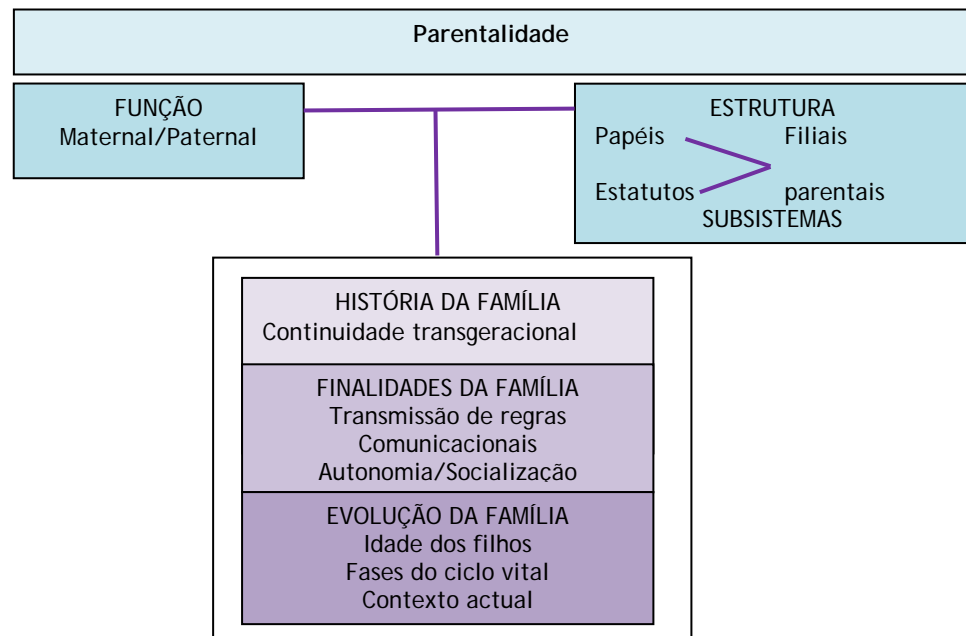 Parentalidade
FUNÇÃO
Maternal/Paternal
ESTRUTURA
Papéis Filiais
Estatutos parentais
SUBSISTEMAS
HISTÓRIA DA FAMÍLIA
Continuidade transgeracional
FINALIDADES DA FAMÍLIA
Transmissão de regras
Comunicacionais
Autonomia/Socialização
EVOLUÇÃO DA FAMÍLIA
Idade dos filhos
Fases do ciclo vital
Contexto actual